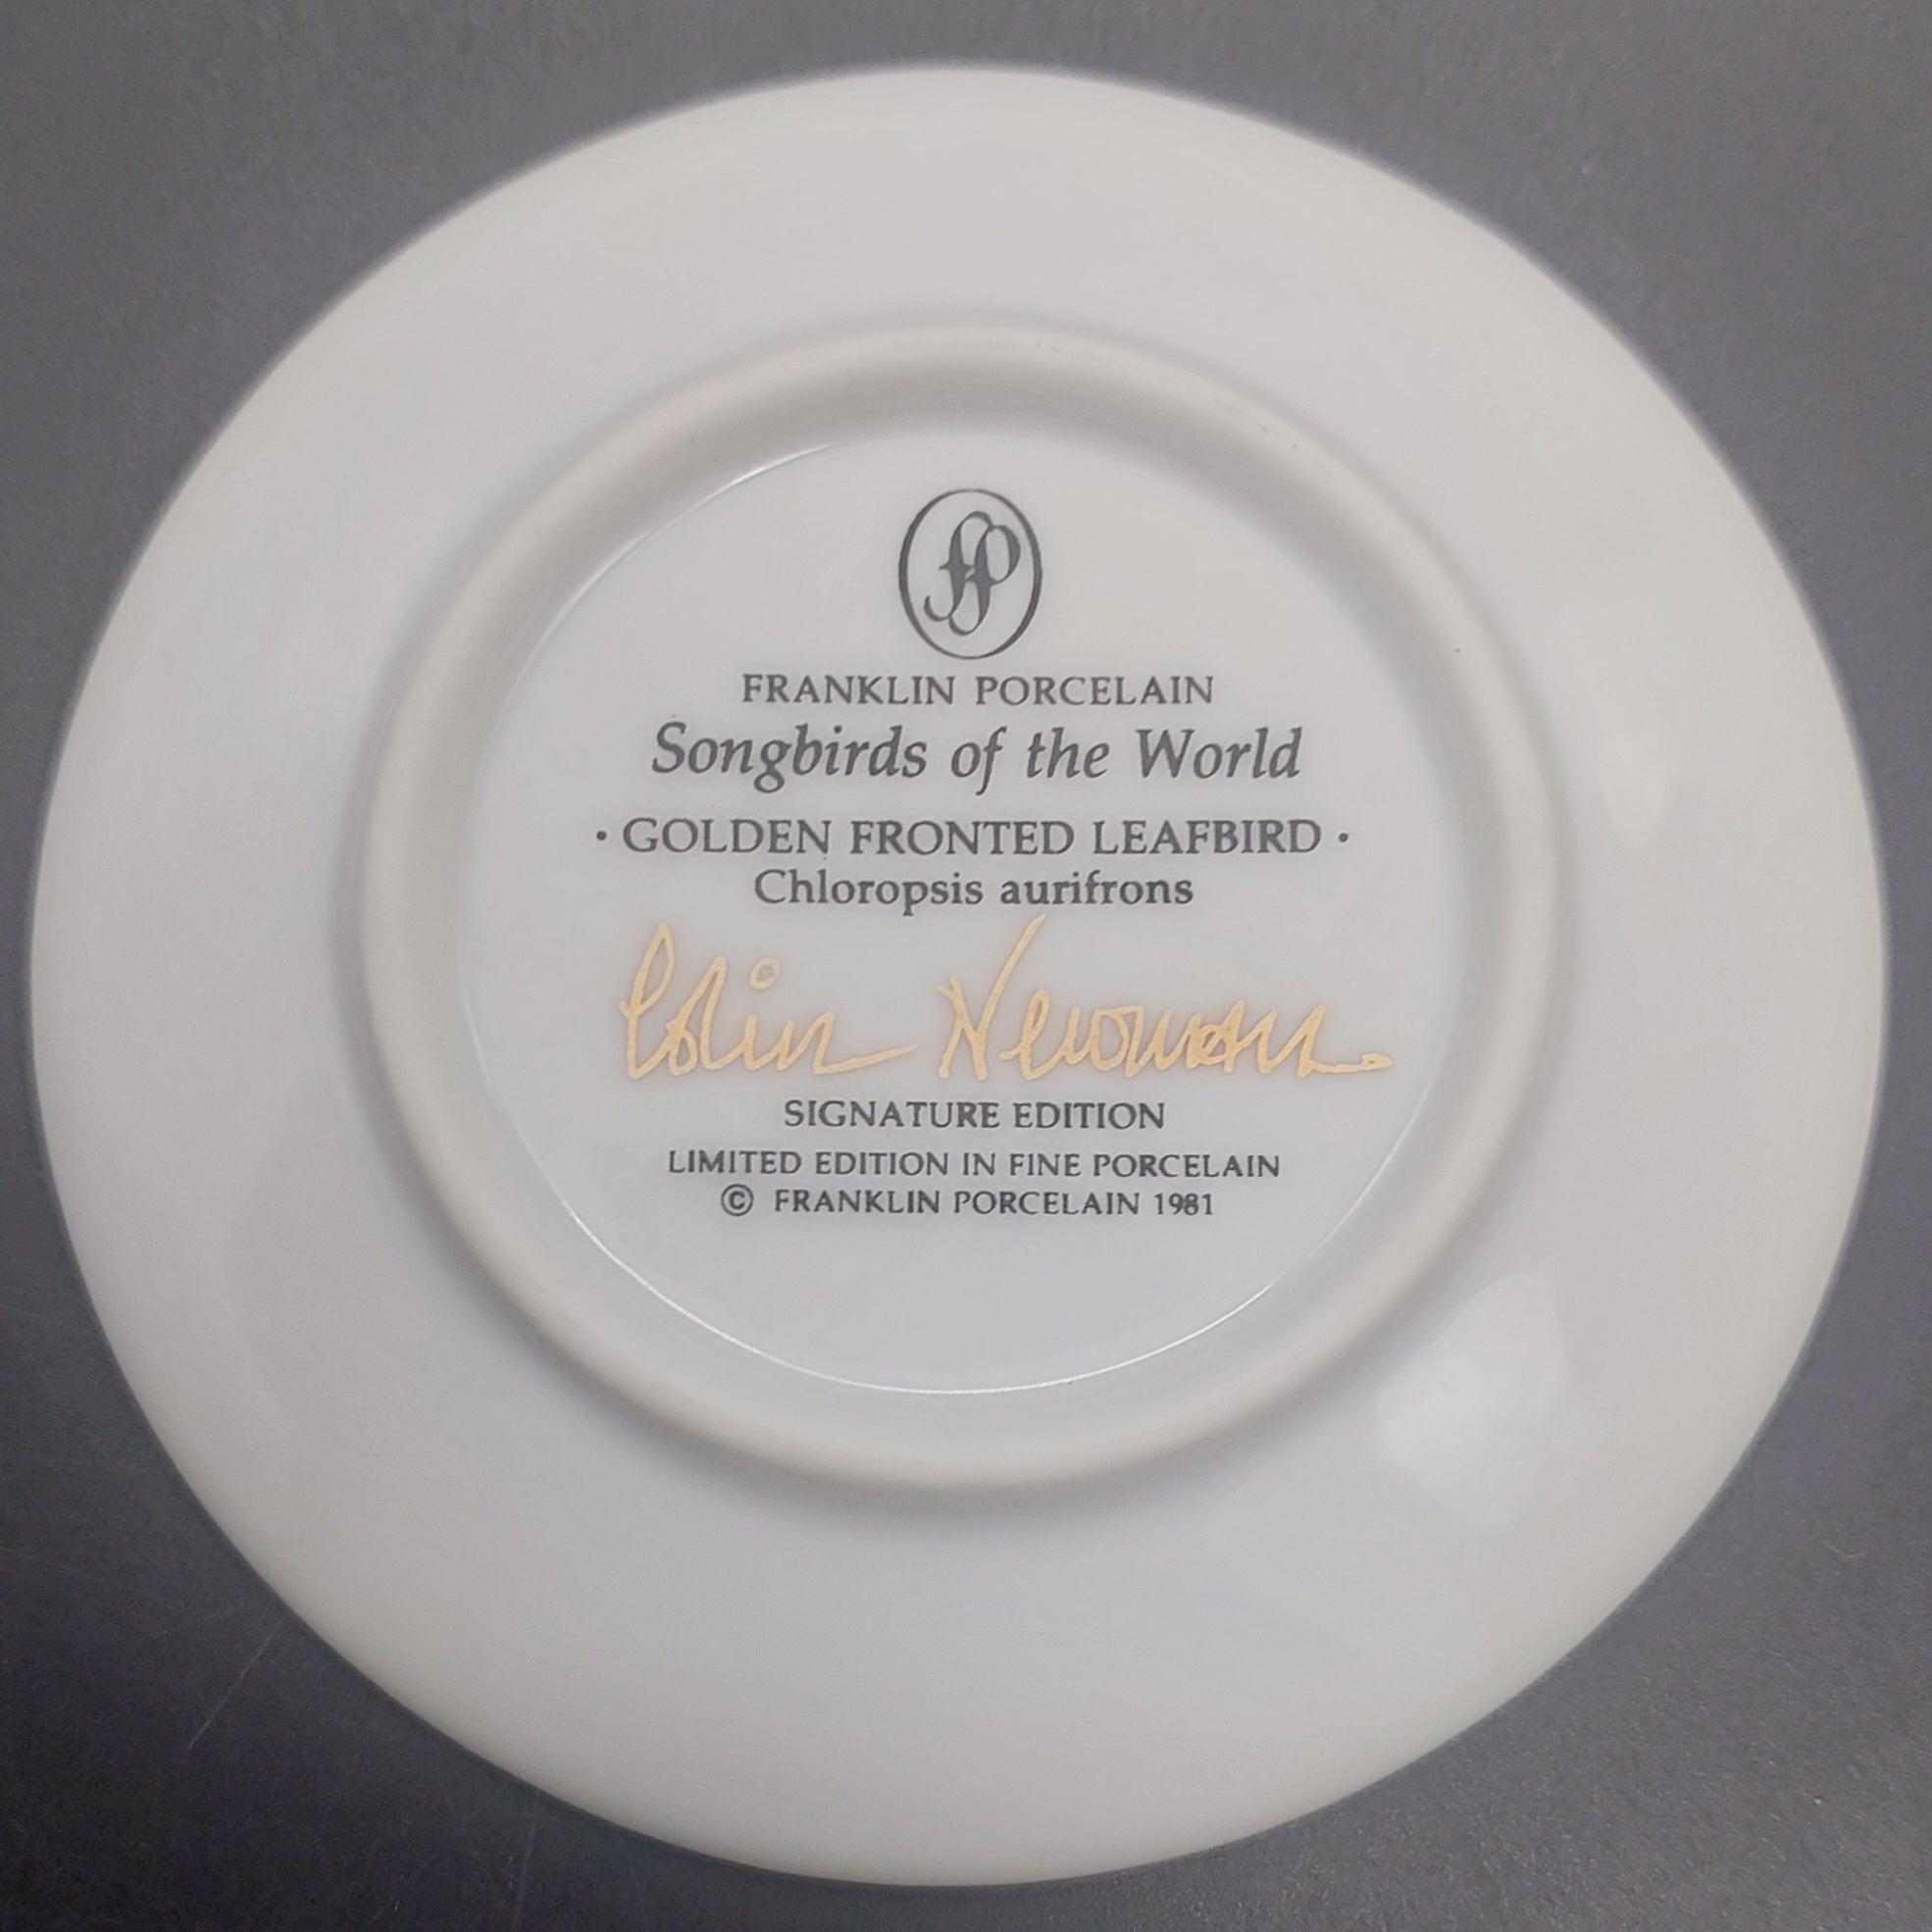 FP
FRANKLIN PORCELAIN
Songbirds of the World
· GOLDEN FRONTED LEAFBIRD ·
Chloropsis aurifrons
Colin Newman
SIGNATURE EDITION
LIMITED EDITION IN FINE PORCELAIN
© FRANKLIN PORCELAIN 1981